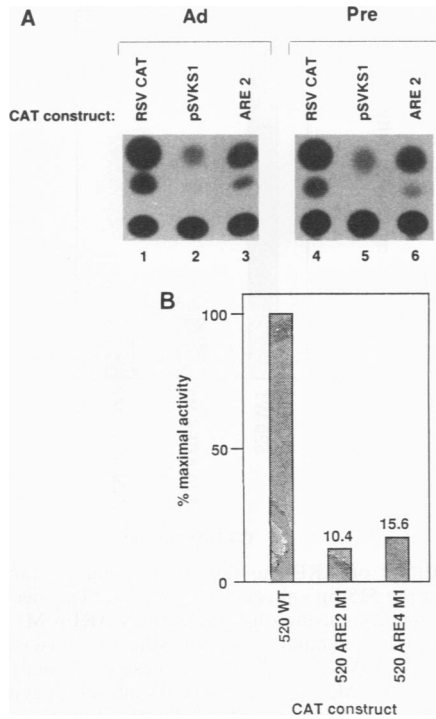 A
Ad
Pre
CAT construct:
RSV CAT
pSVKS1
ARE 2
RSV CAT
pSVKS1
ARE 2
1 2 3
4 5 6
B
% maximal activity
100
50
0
10.4
15.6
520 WT
520 ARE2 M1
520 ARE4 M1
CAT construct